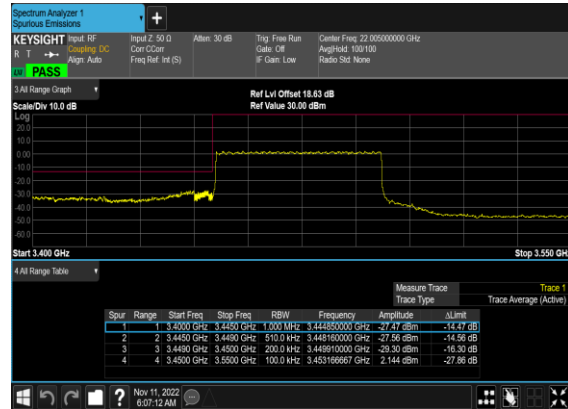 Spectrum Analyzer 1
Spurious Emissions
+
KEYSIGHT Input: RF Input Z: 50 Ω Atten: 30 dB Trig: Free Run Center Freq: 22.005000000 GHz
R T Coupling: DC Corr CCorr Gate: Off Avg|Hold: 100/100
Align: Auto Freq Ref: Int (S) IF Gain: Low Radio Std: None
LW PASS
3 All Range Graph
Ref Lvl Offset 18.63 dB
Scale/Div 10.0 dB Ref Value 30.00 dBm
Log
20.0
10.0
0.00
-10.0
-20.0
-30.0
-40.0
-50.0
-60.0
Start 3.400 GHz Stop 3.550 GHz
4 All Range Table
Measure Trace Trace 1
Trace Type Trace Average (Active)
Spur Range Start Freq Stop Freq RBW Frequency Amplitude ΔLimit
1 1 3.4000 GHz 3.4450 GHz 1.000 MHz 3.444850000 GHz -27.47 dBm -14.47 dB
2 2 3.4450 GHz 3.4490 GHz 510.0 kHz 3.448160000 GHz -27.56 dBm -14.56 dB
3 3 3.4490 GHz 3.4500 GHz 200.0 kHz 3.449910000 GHz -29.30 dBm -16.30 dB
4 4 3.4500 GHz 3.5500 GHz 100.0 kHz 3.453166667 GHz 2.144 dBm -27.86 dB
? Nov 11, 2022
6:07:12 AM